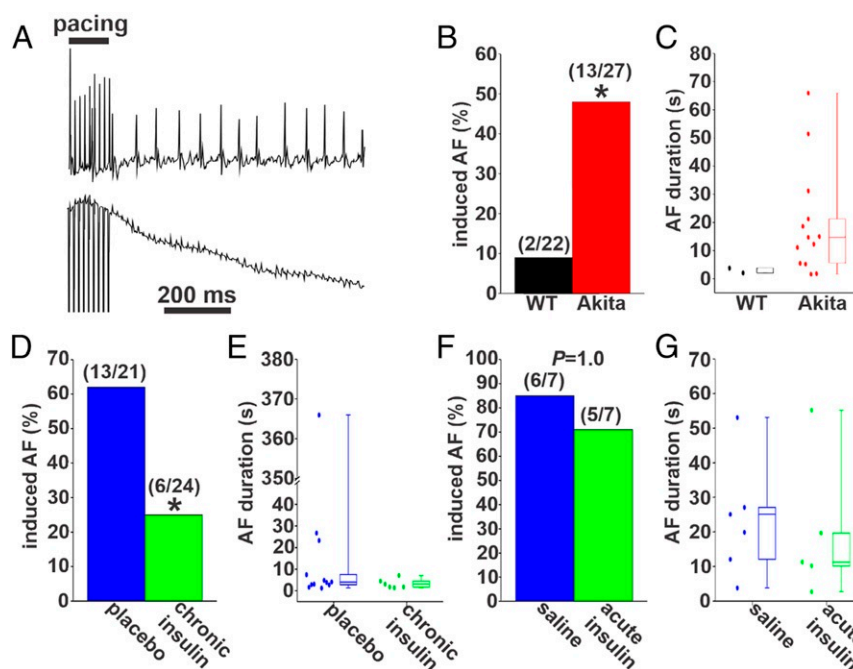 A
pacing
200 ms
B
induced AF (%)
60
50
40
30
20
10
0
(2/22)
(13/27)
*
WT
Akita
C
AF duration (s)
80
70
60
50
40
30
20
10
0
WT
Akita
D
induced AF (%)
70
60
50
40
30
20
10
0
(13/21)
(6/24)
*
placebo
chronic
insulin
E
AF duration (s)
380
370
360
350
40
30
20
10
0
placebo
chronic
insulin
F
induced AF (%)
100
90
80
70
60
50
40
30
20
10
0
P=1.0
(6/7)
(5/7)
saline
acute
insulin
G
AF duration (s)
70
60
50
40
30
20
10
0
saline
acute
insulin